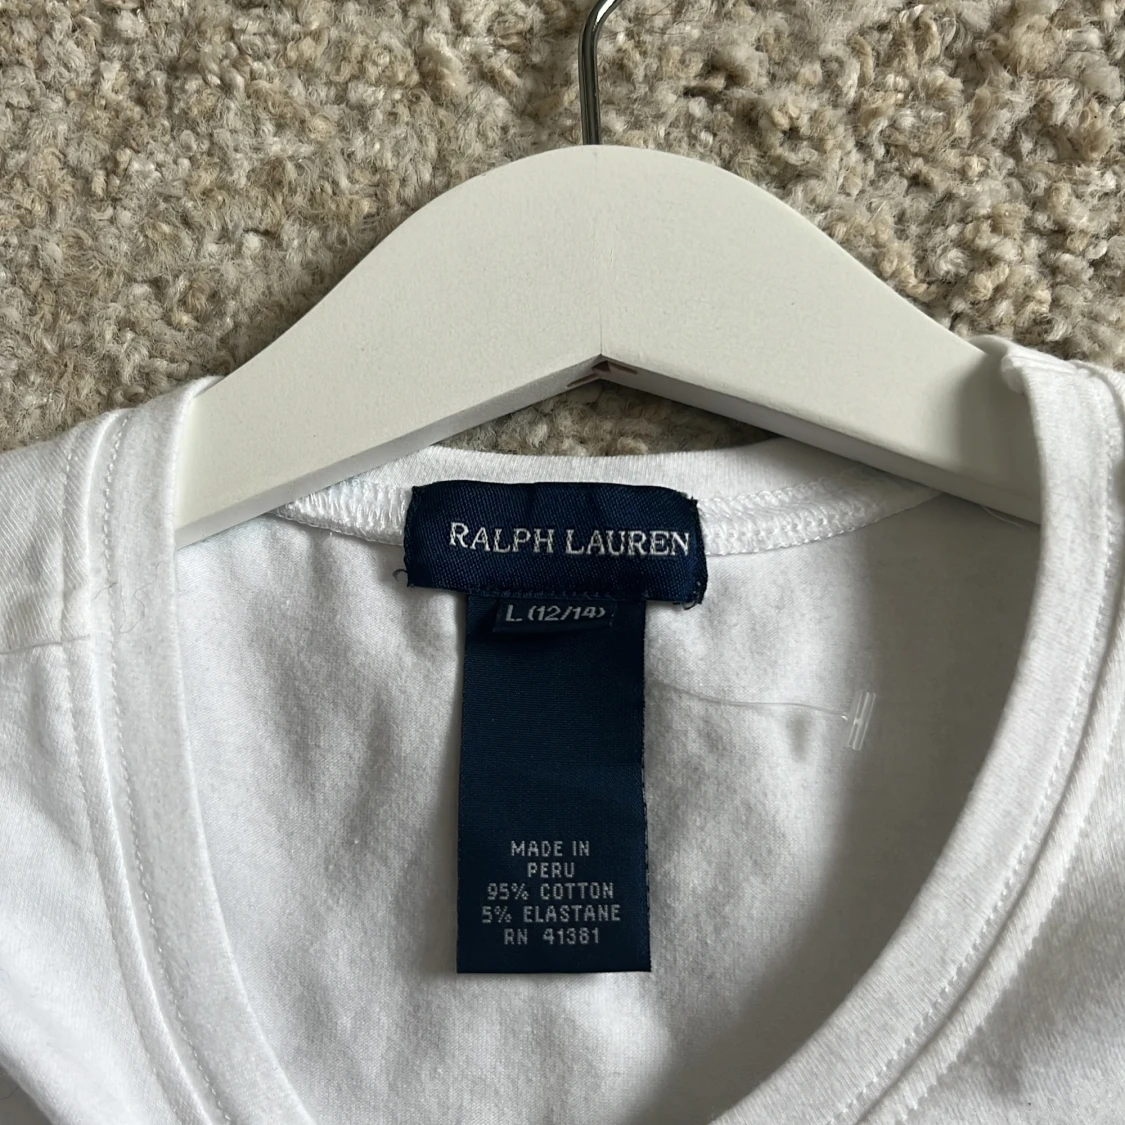 RALPH LAUREN
L (12/14)
MADE IN
PERU
95% COTTON
5% ELASTANE
RN 41381